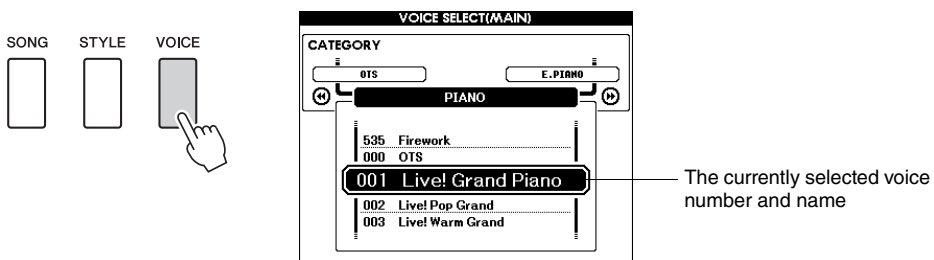 SONG STYLE VOICE
VOICE SELECT(MAIN)
CATEGORY
OTS E.PIANO
PIANO
535 Firework
000 OTS
001 Live! Grand Piano
002 Live! Pop Grand
003 Live! Warm Grand
The currently selected voice
number and name